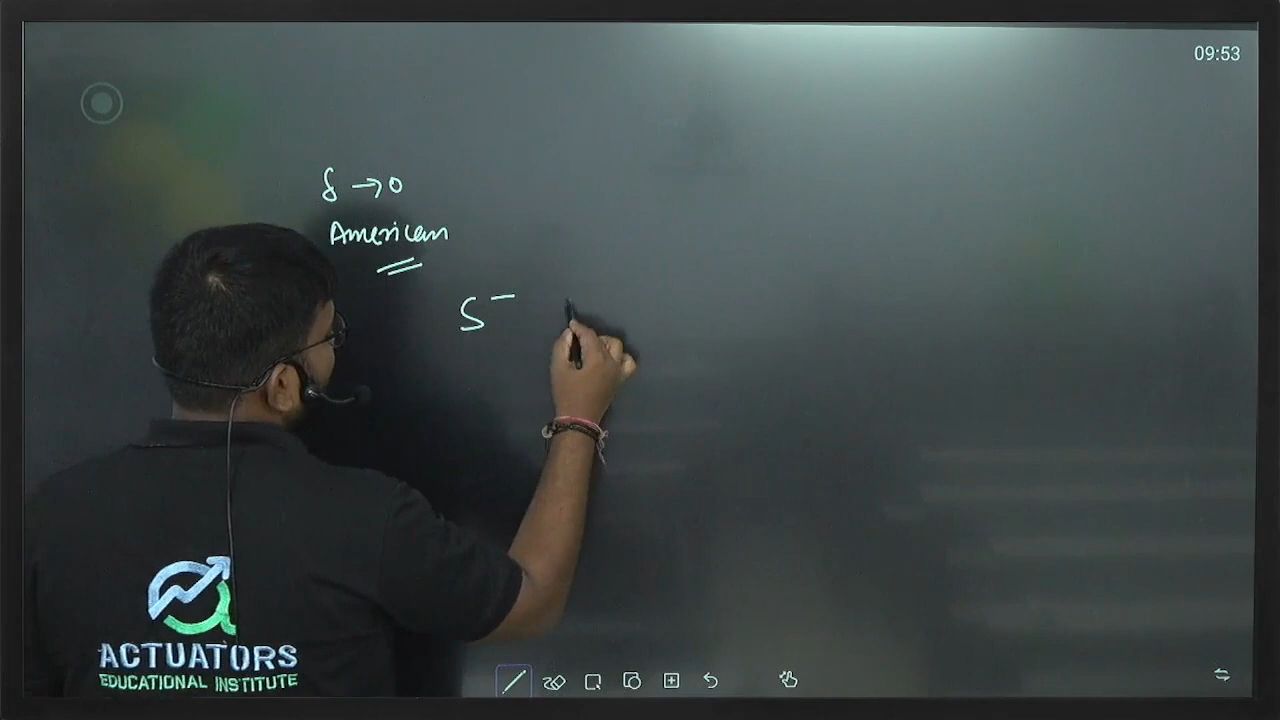 09:53
δ → 0
American
S –
ACTUATORS
EDUCATIONAL INSTITUTE